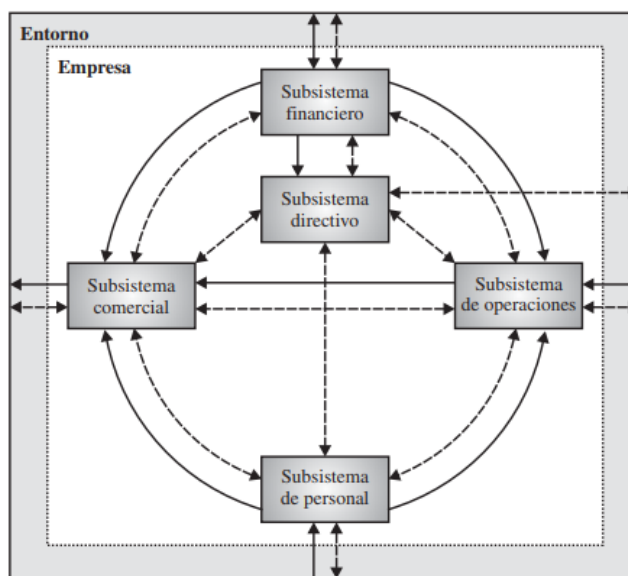 Entorno
Empresa
Subsistema
financiero
Subsistema
directivo
Subsistema
comercial
Subsistema
de operaciones
Subsistema
de personal